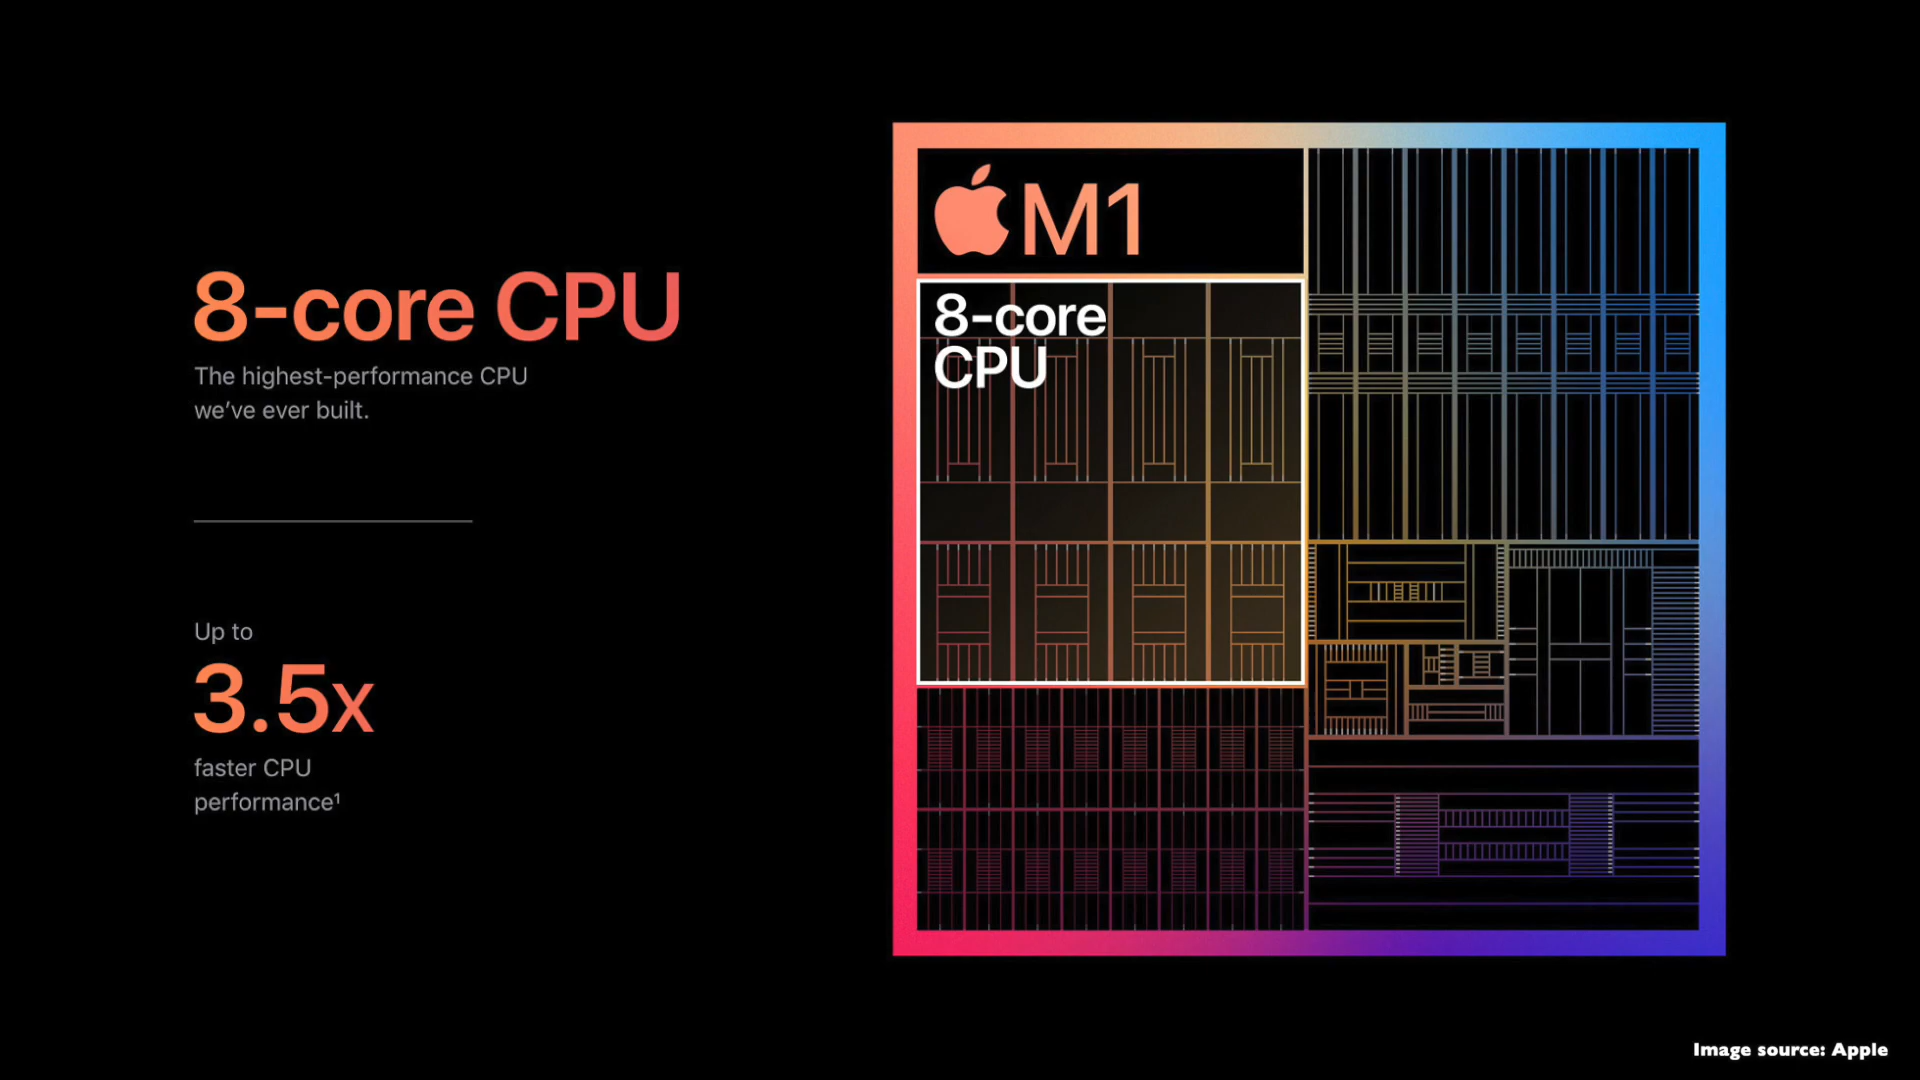 8-core CPU
The highest-performance CPU
we’ve ever built.
Up to
3.5x
faster CPU
performance¹
M1
8-core
CPU
Image source: Apple